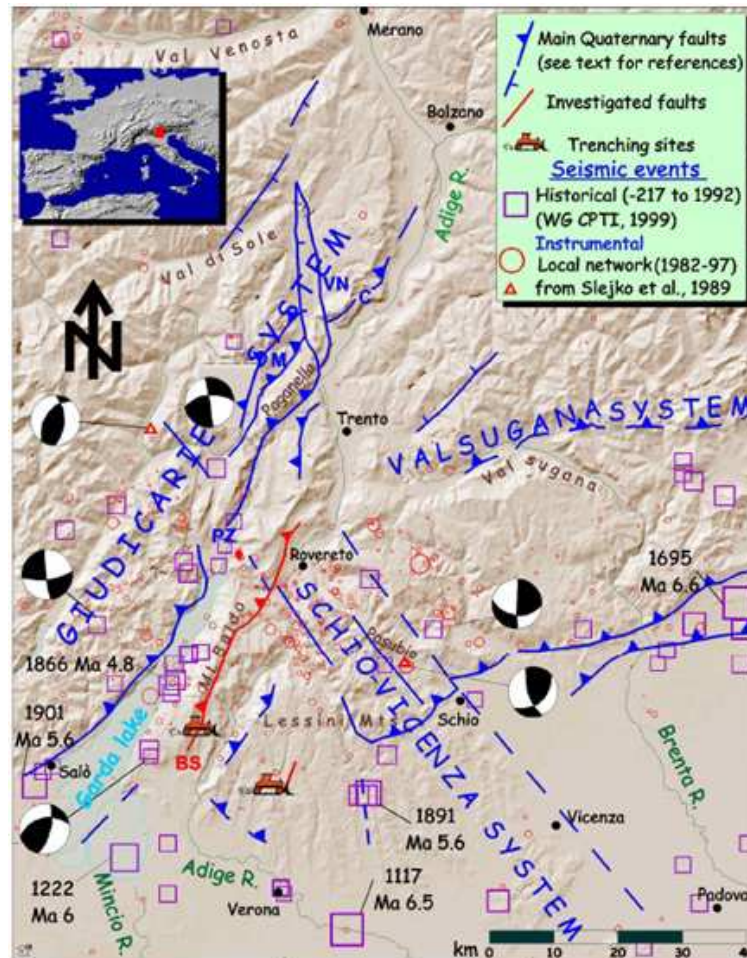 Merano
Val Venosta
Bolzano
Main Quaternary faults
(see text for references)
Investigated faults
Trenching sites
Seismic events
Historical (-217 to 1992)
(WG CPTI, 1999)
Instrumental
Local network (1982-97)
from Slejko et al., 1989
Adige R.
Val di Sole
N
VN
C
DM
Paganella
GIUDICARIE SYSTEM
Trento
VALSUGANA SYSTEM
Val sugana
PZ
Rovereto
SCHIO-VICENZA SYSTEM
1695
Ma 6.6
Mt Baldo
Pasubio
1866 Ma 4.8
1901
Ma 5.6
Salò
Garda lake
BS
Lessini Mts
Schio
Brenta R.
1891
Ma 5.6
Vicenza
1222
Ma 6
Mincio R.
Adige R.
Verona
1117
Ma 6.5
Padova
km 0 10 20 30 40